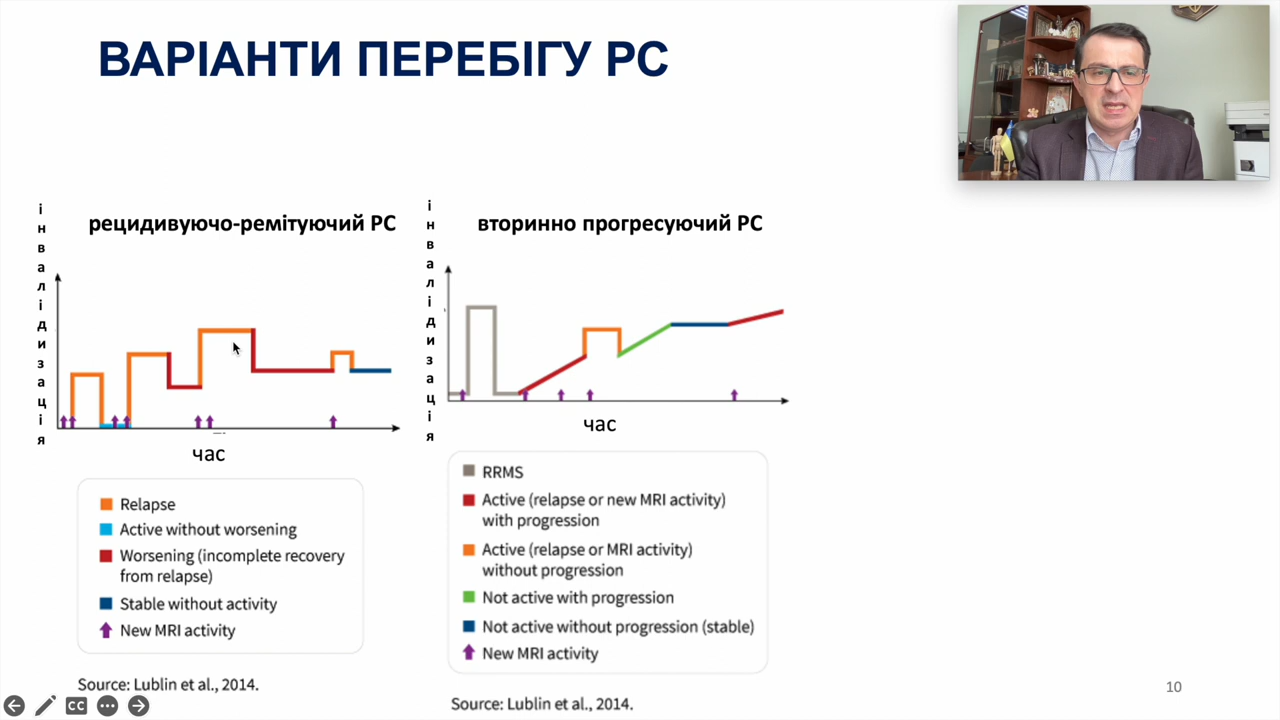 ВАРІАНТИ ПЕРЕБІГУ РС
інвалідизація
рецидивуючо-ремітуючий РС
час
Relapse
Active without worsening
Worsening (incomplete recovery
from relapse)
Stable without activity
New MRI activity
Source: Lublin et al., 2014.
інвалідизація
вторинно прогресуючий РС
час
RRMS
Active (relapse or new MRI activity)
with progression
Active (relapse or MRI activity)
without progression
Not active with progression
Not active without progression (stable)
New MRI activity
Source: Lublin et al., 2014.
CC
10